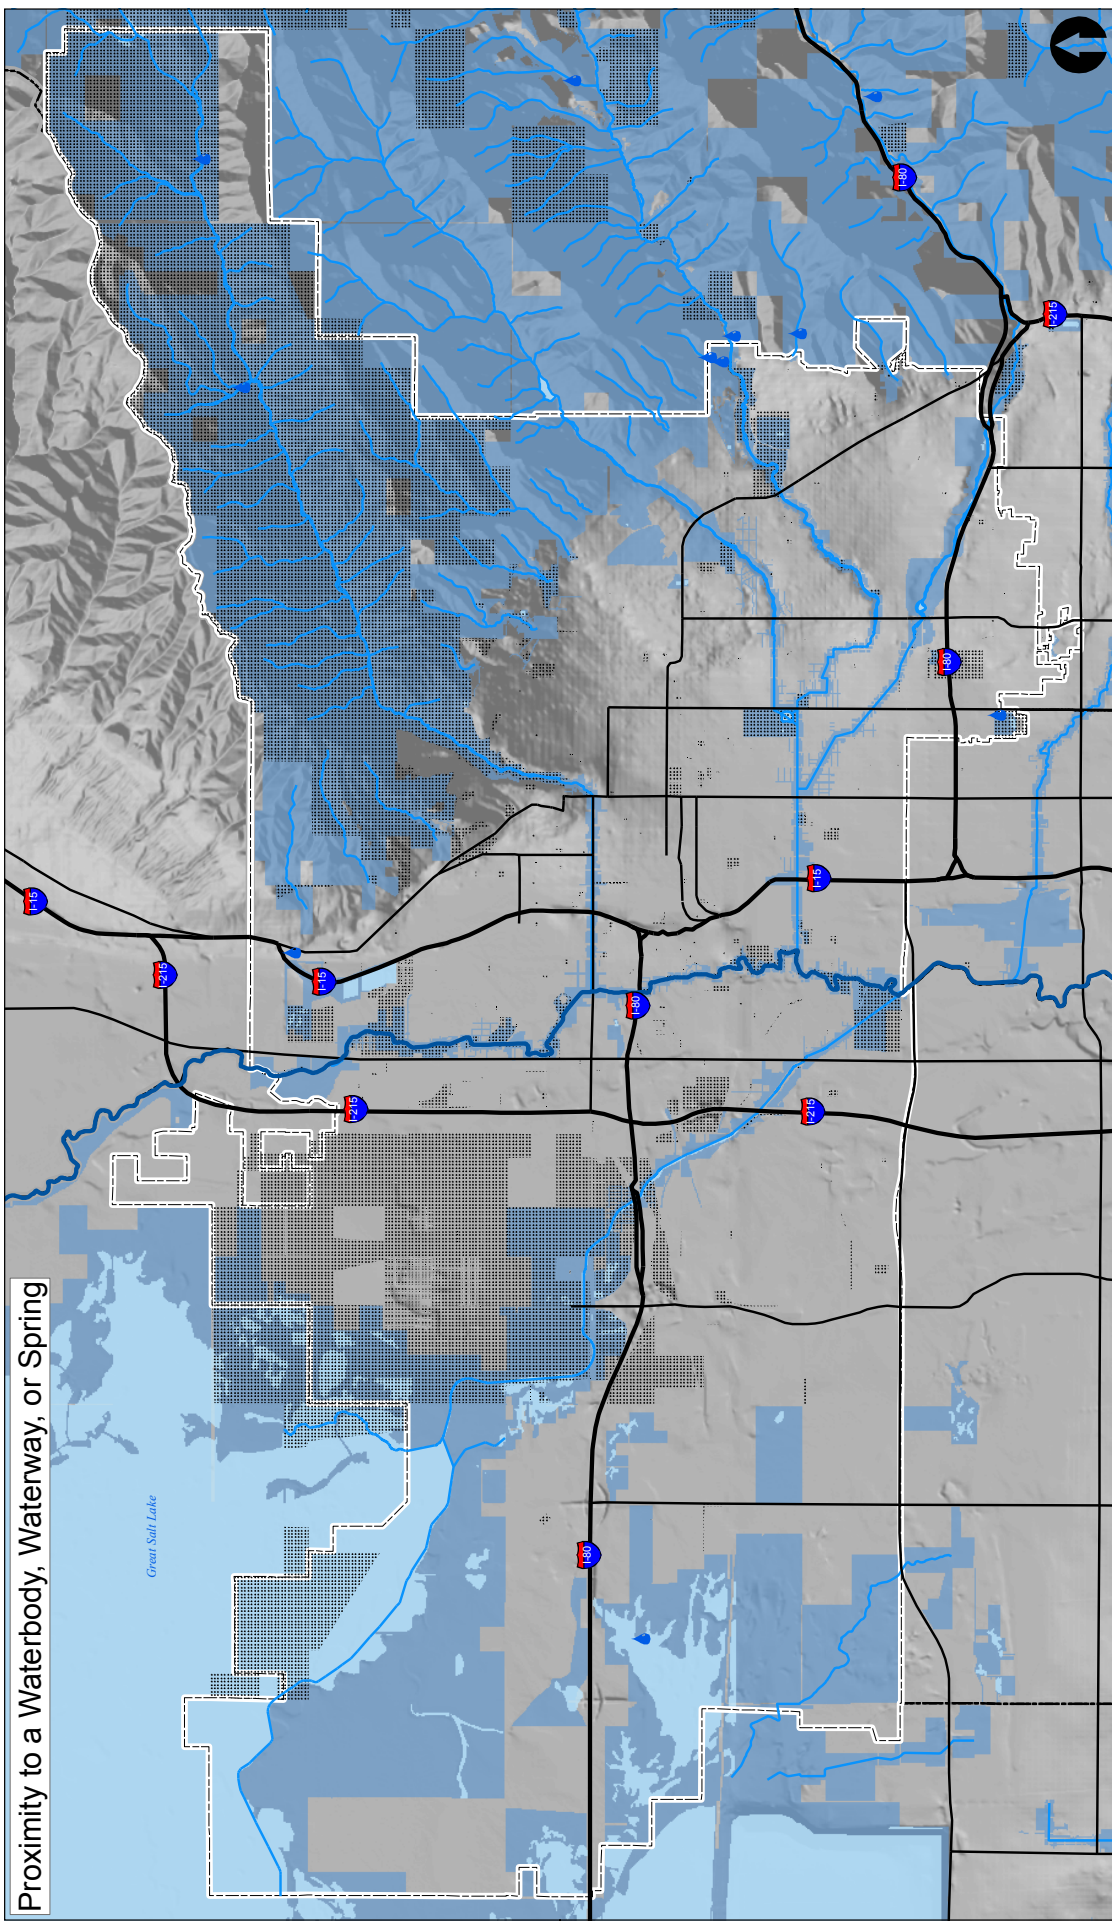 Proximity to a Waterbody, Waterway, or Spring
Great Salt Lake
I-15
I-215
I-15
I-215
I-80
I-80
I-15
I-215
I-80
I-80
I-215